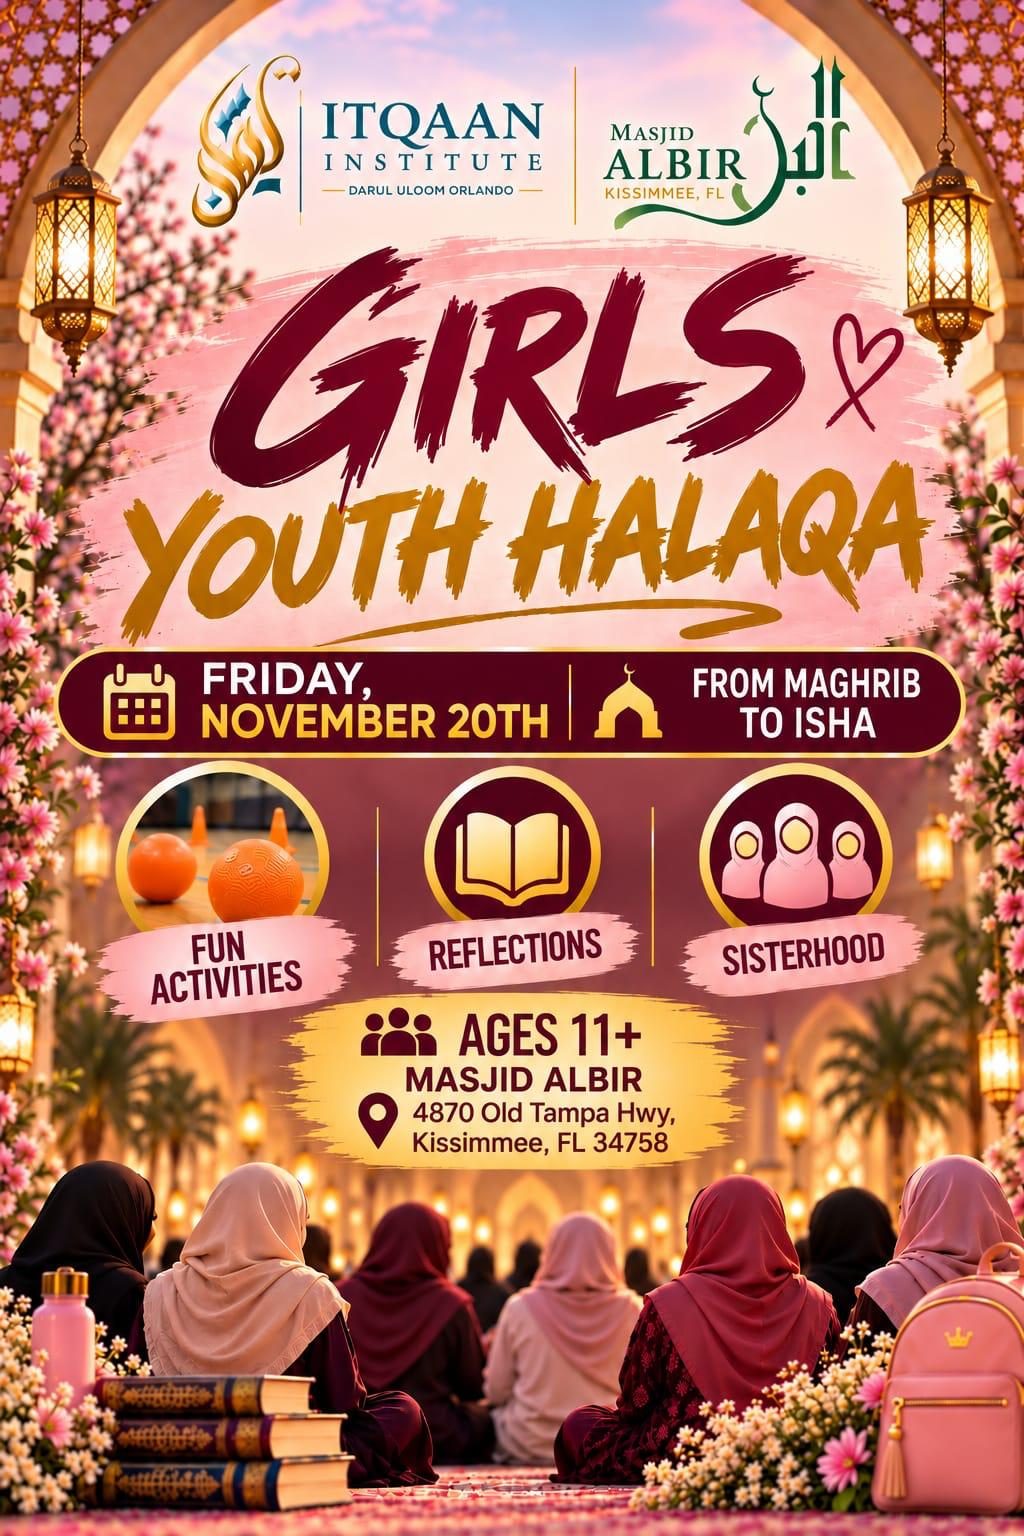 ITQAAN
INSTITUTE
DARUL ULOOM ORLANDO
MASJID
ALBIR
KISSIMMEE, FL
البر
GIRLS
YOUTH HALAQA
FRIDAY,
NOVEMBER 20TH
FROM MAGHRIB
TO ISHA
FUN
ACTIVITIES
REFLECTIONS
SISTERHOOD
AGES 11+
MASJID ALBIR
4870 Old Tampa Hwy,
Kissimmee, FL 34758